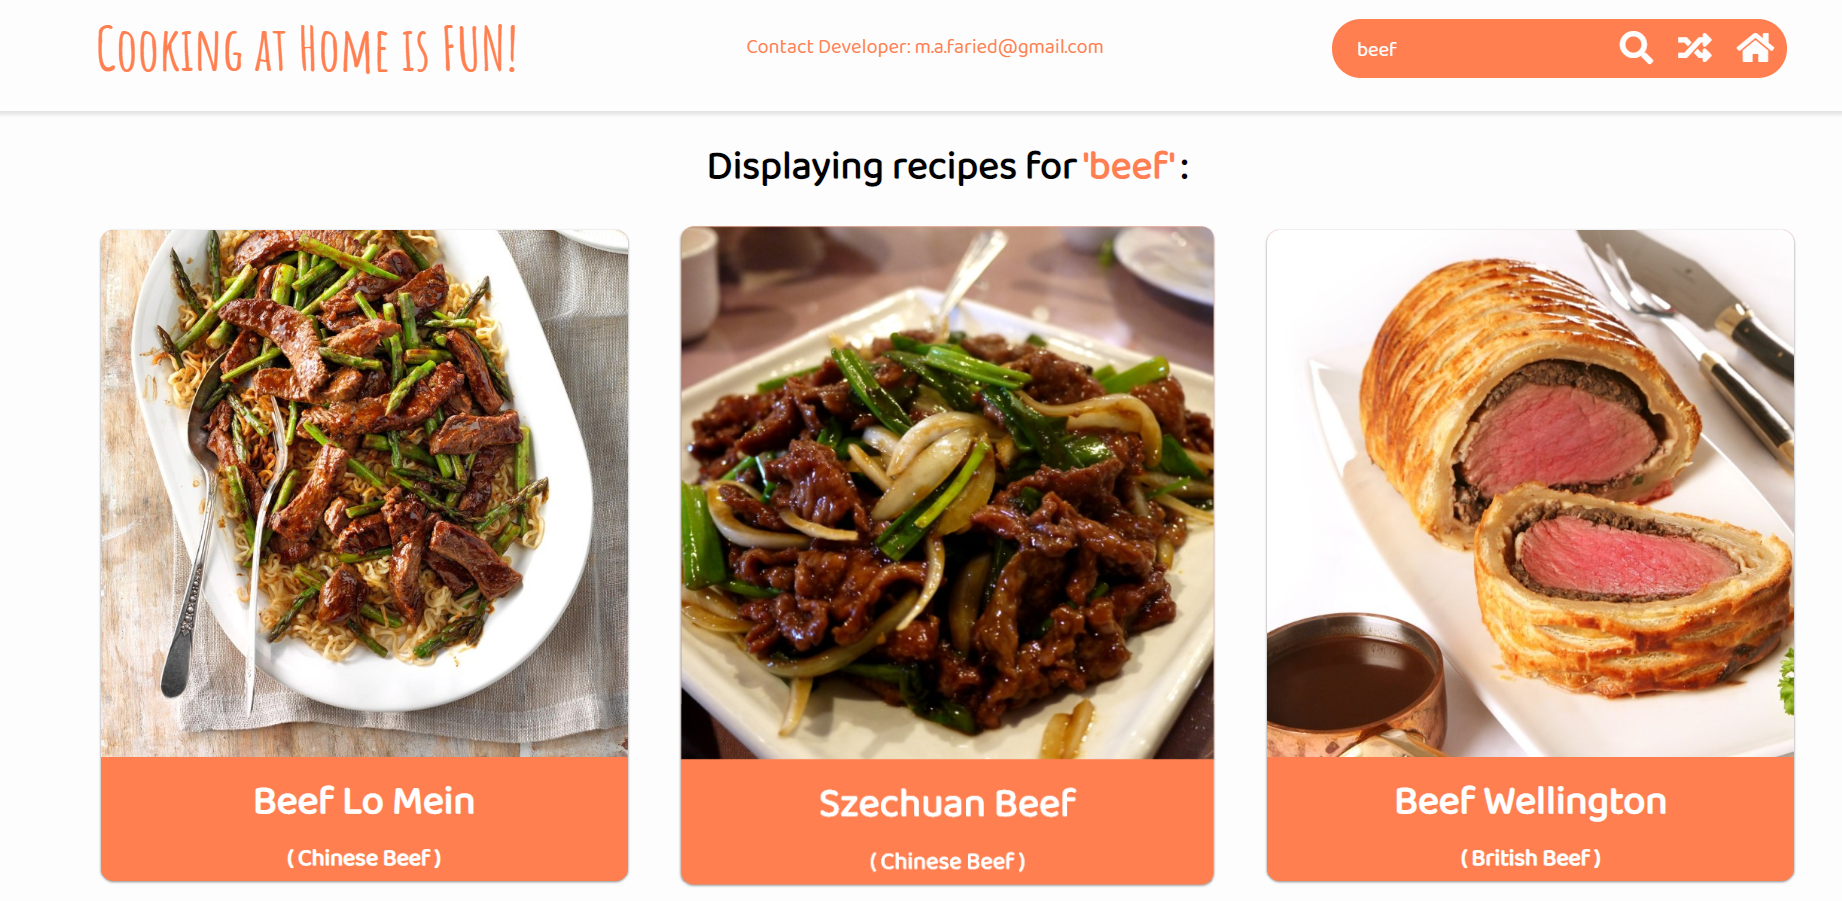 Cooking at Home is FUN!
Contact Developer: m.a.faried@gmail.com
beef
Displaying recipes for 'beef' :
Beef Lo Mein
( Chinese Beef )
Szechuan Beef
( Chinese Beef )
Beef Wellington
( British Beef )